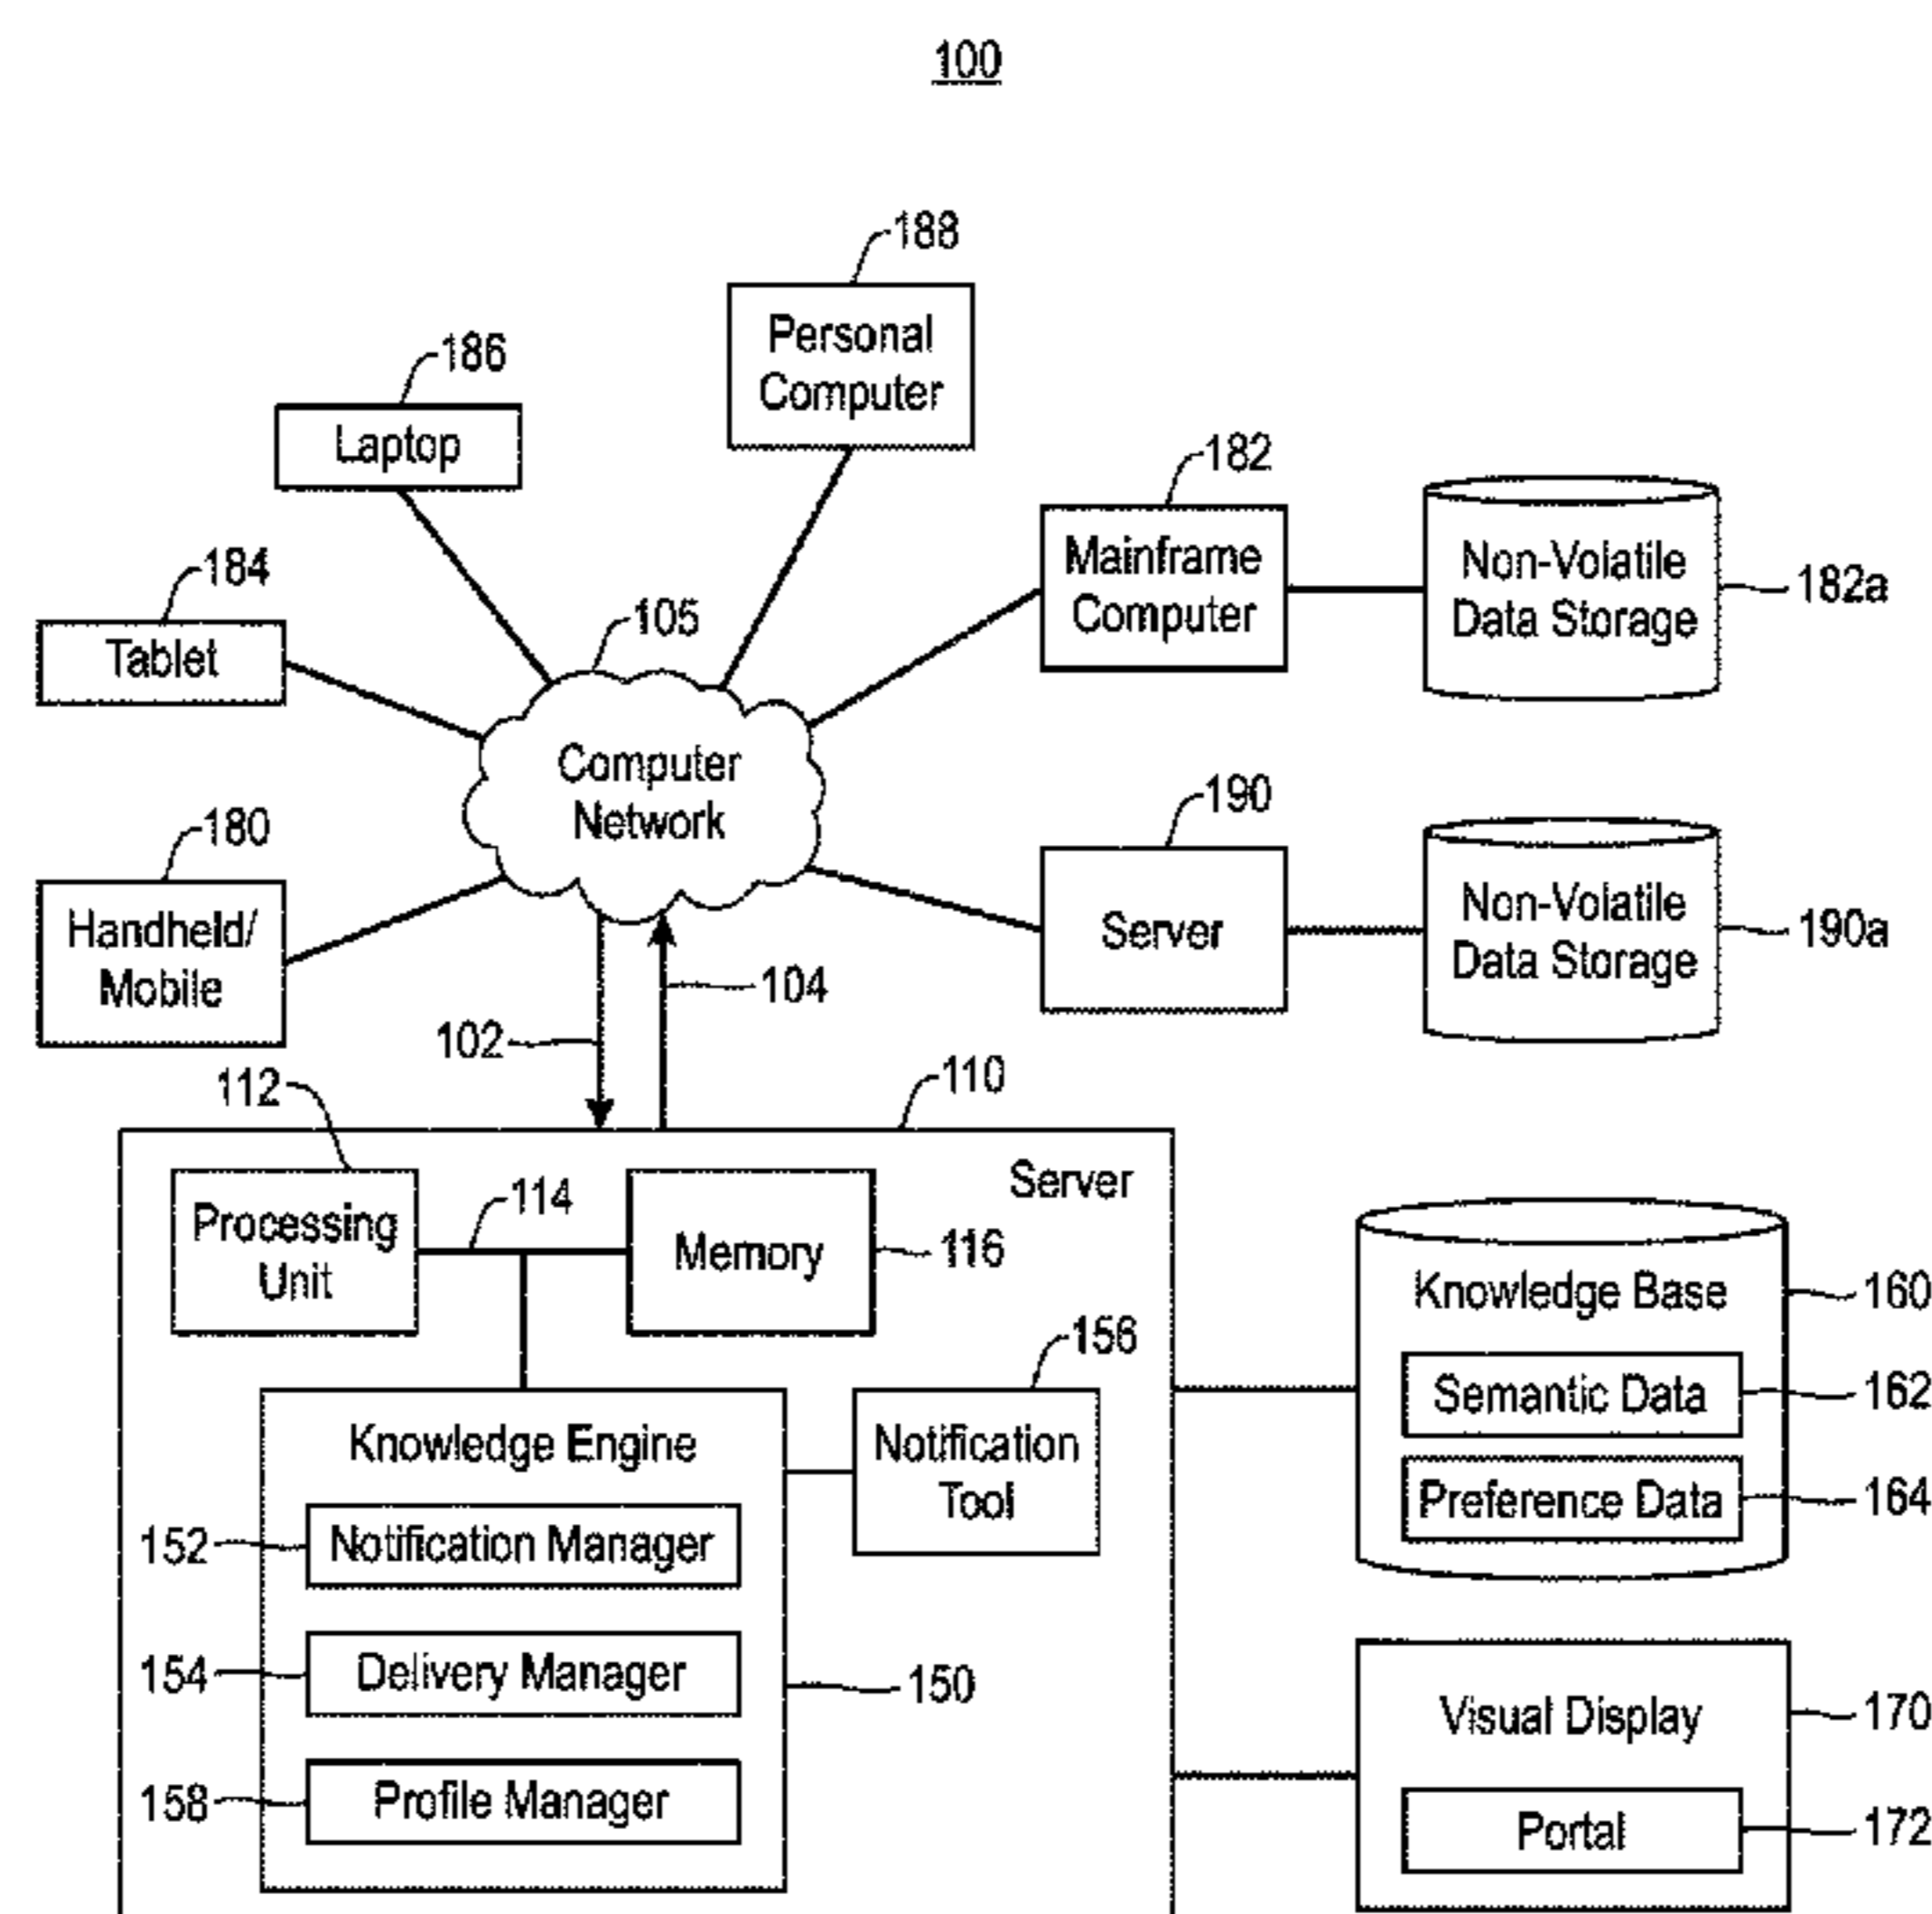 100
188
Personal
Computer
186
Laptop
182
Mainframe
Computer
Non-Volatile
Data Storage
182a
184
Tablet
105
Computer
Network
180
Handheld/
Mobile
190
Server
Non-Volatile
Data Storage
190a
104
102
110
112
Server
Processing
Unit
114
Memory
116
Knowledge Base
160
156
Semantic Data
162
Preference Data
164
Knowledge Engine
Notification
Tool
152
Notification Manager
154
Delivery Manager
150
158
Profile Manager
Visual Display
170
Portal
172